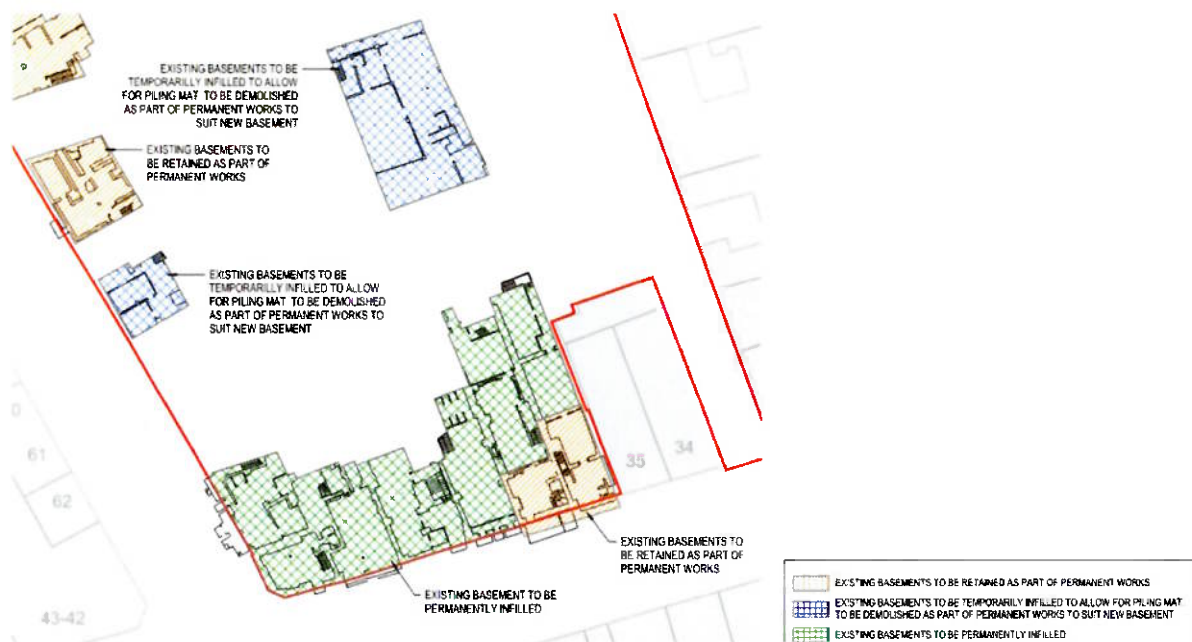 EXISTING BASEMENTS TO BE
TEMPORARILLY INFILLED TO ALLOW
FOR PILING MAT TO BE DEMOLISHED
AS PART OF PERMANENT WORKS TO
SUIT NEW BASEMENT
EXISTING BASEMENTS TO
BE RETAINED AS PART OF
PERMANENT WORKS
EXISTING BASEMENTS TO BE
TEMPORARILLY INFILLED TO ALLOW
FOR PILING MAT TO BE DEMOLISHED
AS PART OF PERMANENT WORKS TO
SUIT NEW BASEMENT
61
62
43-42
35
34
EXISTING BASEMENTS TO
BE RETAINED AS PART OF
PERMANENT WORKS
EXISTING BASEMENT TO BE
PERMANENTLY INFILLED
EXISTING BASEMENTS TO BE RETAINED AS PART OF PERMANENT WORKS
EXISTING BASEMENTS TO BE TEMPORARILY INFILLED TO ALLOW FOR PILING MAT
TO BE DEMOLISHED AS PART OF PERMANENT WORKS TO SUIT NEW BASEMENT
EXISTING BASEMENTS TO BE PERMANENTLY INFILLED